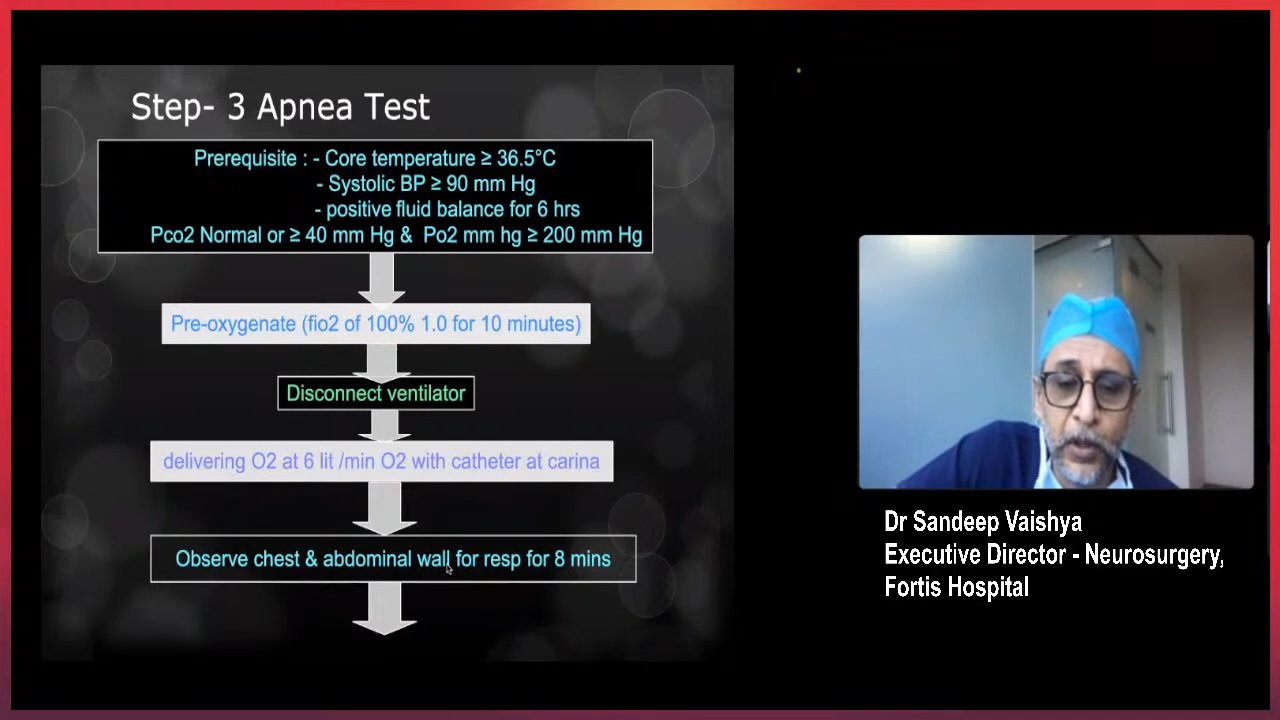 Step- 3 Apnea Test
Prerequisite : - Core temperature ≥ 36.5°C
- Systolic BP ≥ 90 mm Hg
- positive fluid balance for 6 hrs
Pco2 Normal or ≥ 40 mm Hg & Po2 mm hg ≥ 200 mm Hg
Pre-oxygenate (fio2 of 100% 1.0 for 10 minutes)
Disconnect ventilator
delivering O2 at 6 lit /min O2 with catheter at carina
Observe chest & abdominal wall for resp for 8 mins
Dr Sandeep Vaishya
Executive Director - Neurosurgery,
Fortis Hospital